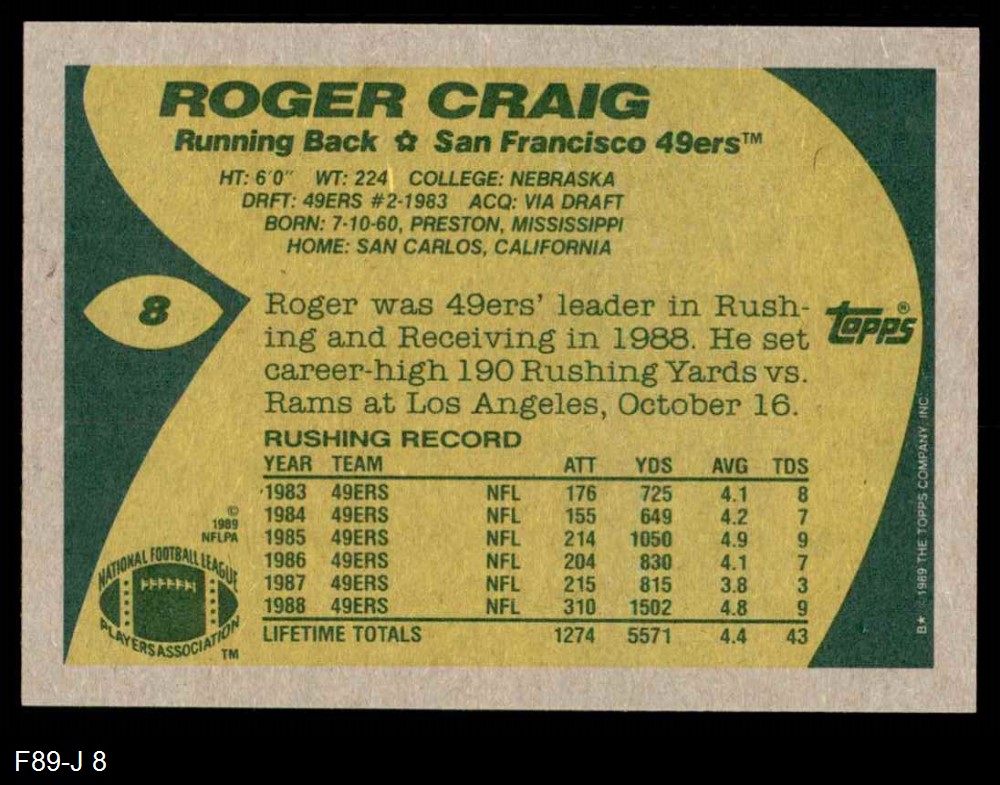 ROGER CRAIG
Running Back ✩ San Francisco 49ers™
HT: 6'0" WT: 224 COLLEGE: NEBRASKA
DRFT: 49ERS #2-1983 ACQ: VIA DRAFT
BORN: 7-10-60, PRESTON, MISSISSIPPI
HOME: SAN CARLOS, CALIFORNIA
8
Roger was 49ers' leader in Rush-
ing and Receiving in 1988. He set
career-high 190 Rushing Yards vs.
Rams at Los Angeles, October 16.
topps®
RUSHING RECORD
YEAR TEAM ATT YDS AVG TDS
1983 49ERS NFL 176 725 4.1 8
1984 49ERS NFL 155 649 4.2 7
1985 49ERS NFL 214 1050 4.9 9
1986 49ERS NFL 204 830 4.1 7
1987 49ERS NFL 215 815 3.8 3
1988 49ERS NFL 310 1502 4.8 9
LIFETIME TOTALS 1274 5571 4.4 43
©
1989
NFLPA
NATIONAL FOOTBALL LEAGUE
PLAYERS ASSOCIATION
TM
B★ © 1989 THE TOPPS COMPANY, INC.
F89-J 8